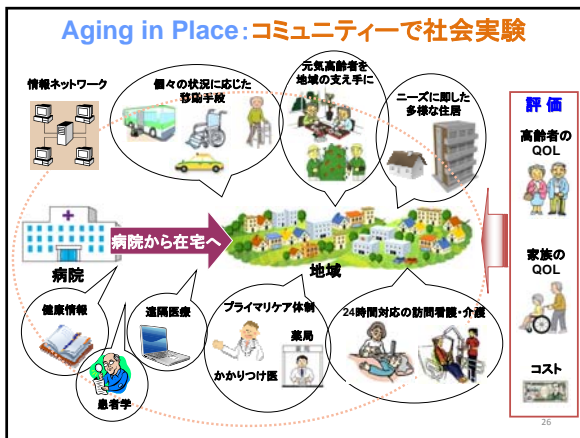 Aging in Place:コミュニティーで社会実験
情報ネットワーク
個々の状況に応じた
移動手段
元気高齢者を
地域の支え手に
ニーズに即した
多様な住居
病院
病院から在宅へ
地域
健康情報
患者学
遠隔医療
プライマリケア体制
薬局
かかりつけ医
24時間対応の訪問看護・介護
評価
高齢者の
QOL
家族の
QOL
コスト
26